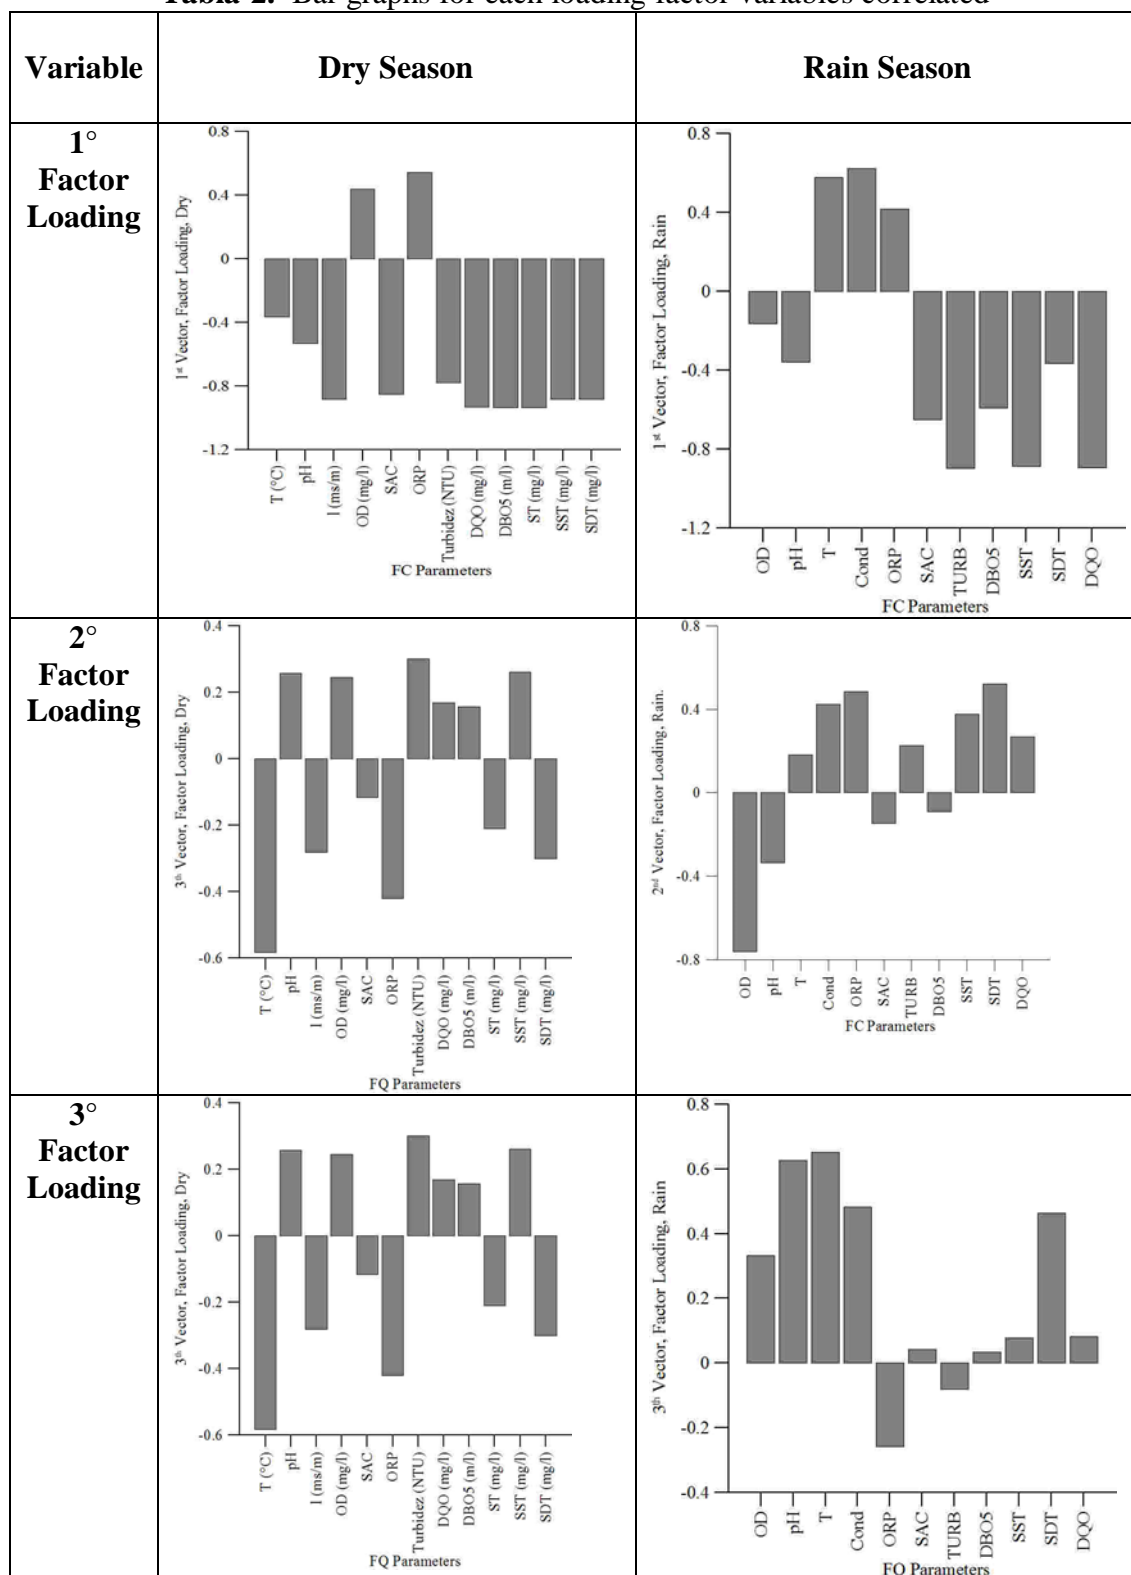 Tabla 2. Bar graphs for each loading factor variables correlated
Variable
Dry Season
Rain Season
1°
Factor
Loading
0.8
0.4
0
-0.4
-0.8
-1.2
1st Vector, Factor Loading, Dry
T (°C)
pH
l (ms/m)
OD (mg/l)
SAC
ORP
Turbidez (NTU)
DQO (mg/l)
DBO5 (m/l)
ST (mg/l)
SST (mg/l)
SDT (mg/l)
FC Parameters
0.8
0.4
0
-0.4
-0.8
-1.2
1st Vector, Factor Loading, Rain
OD
pH
T
Cond
ORP
SAC
TURB
DBO5
SST
SDT
DQO
FC Parameters
2°
Factor
Loading
0.4
0.2
0
-0.2
-0.4
-0.6
3th Vector, Factor Loading, Dry
T (°C)
pH
l (ms/m)
OD (mg/l)
SAC
ORP
Turbidez (NTU)
DQO (mg/l)
DBO5 (m/l)
ST (mg/l)
SST (mg/l)
SDT (mg/l)
FQ Parameters
0.8
0.4
0
-0.4
-0.8
2nd Vector, Factor Loading, Rain.
OD
pH
T
Cond
ORP
SAC
TURB
DBO5
SST
SDT
DQO
FC Parameters
3°
Factor
Loading
0.4
0.2
0
-0.2
-0.4
-0.6
3th Vector, Factor Loading, Dry
T (°C)
pH
l (ms/m)
OD (mg/l)
SAC
ORP
Turbidez (NTU)
DQO (mg/l)
DBO5 (m/l)
ST (mg/l)
SST (mg/l)
SDT (mg/l)
FQ Parameters
0.8
0.6
0.4
0.2
0
-0.2
-0.4
3th Vector, Factor Loading, Rain
OD
pH
T
Cond
ORP
SAC
TURB
DBO5
SST
SDT
DQO
FQ Parameters